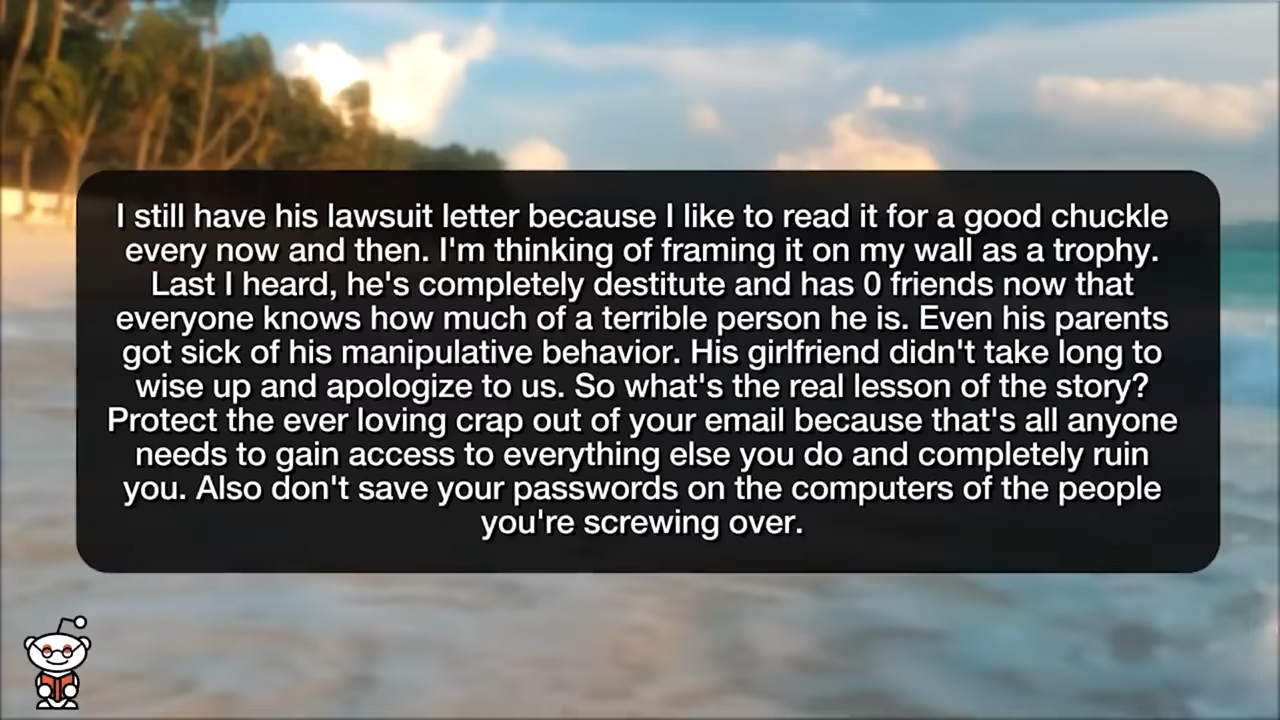 I still have his lawsuit letter because I like to read it for a good chuckle
every now and then. I'm thinking of framing it on my wall as a trophy.
Last I heard, he's completely destitute and has 0 friends now that
everyone knows how much of a terrible person he is. Even his parents
got sick of his manipulative behavior. His girlfriend didn't take long to
wise up and apologize to us. So what's the real lesson of the story?
Protect the ever loving crap out of your email because that's all anyone
needs to gain access to everything else you do and completely ruin
you. Also don't save your passwords on the computers of the people
you're screwing over.